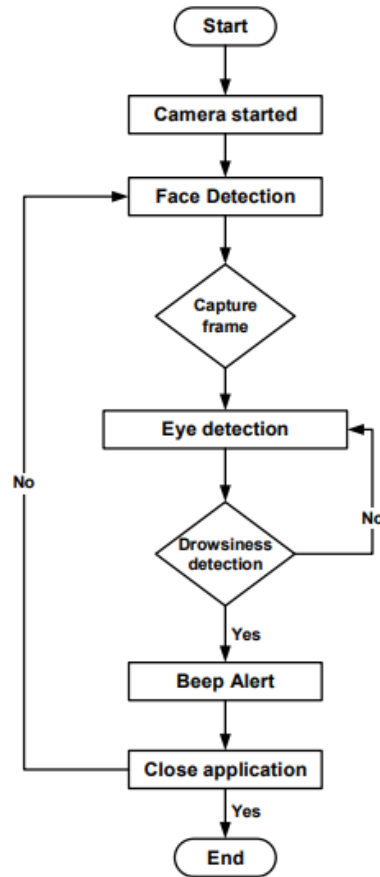 Start
Camera started
Face Detection
Capture
frame
Eye detection
No
No
Drowsiness
detection
Yes
Beep Alert
Close application
Yes
End